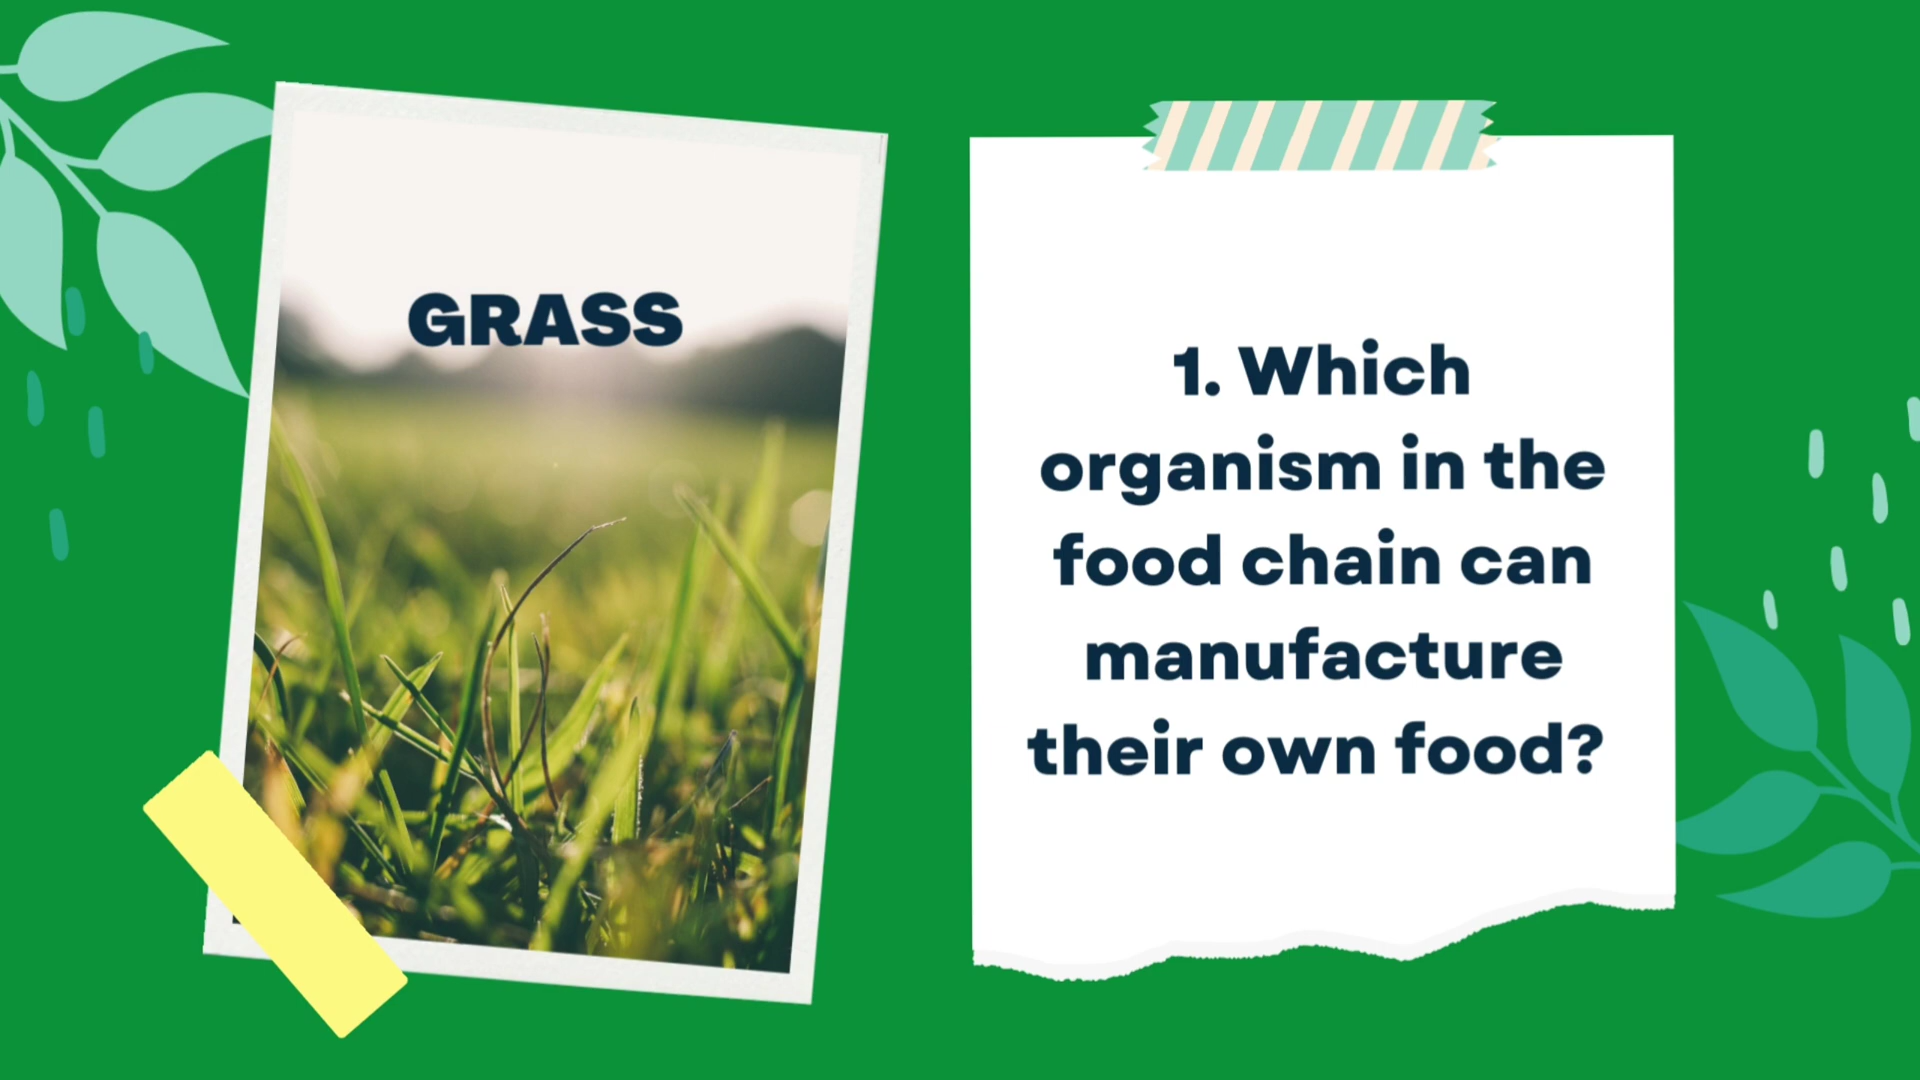 GRASS
1. Which
organism in the
food chain can
manufacture
their own food?